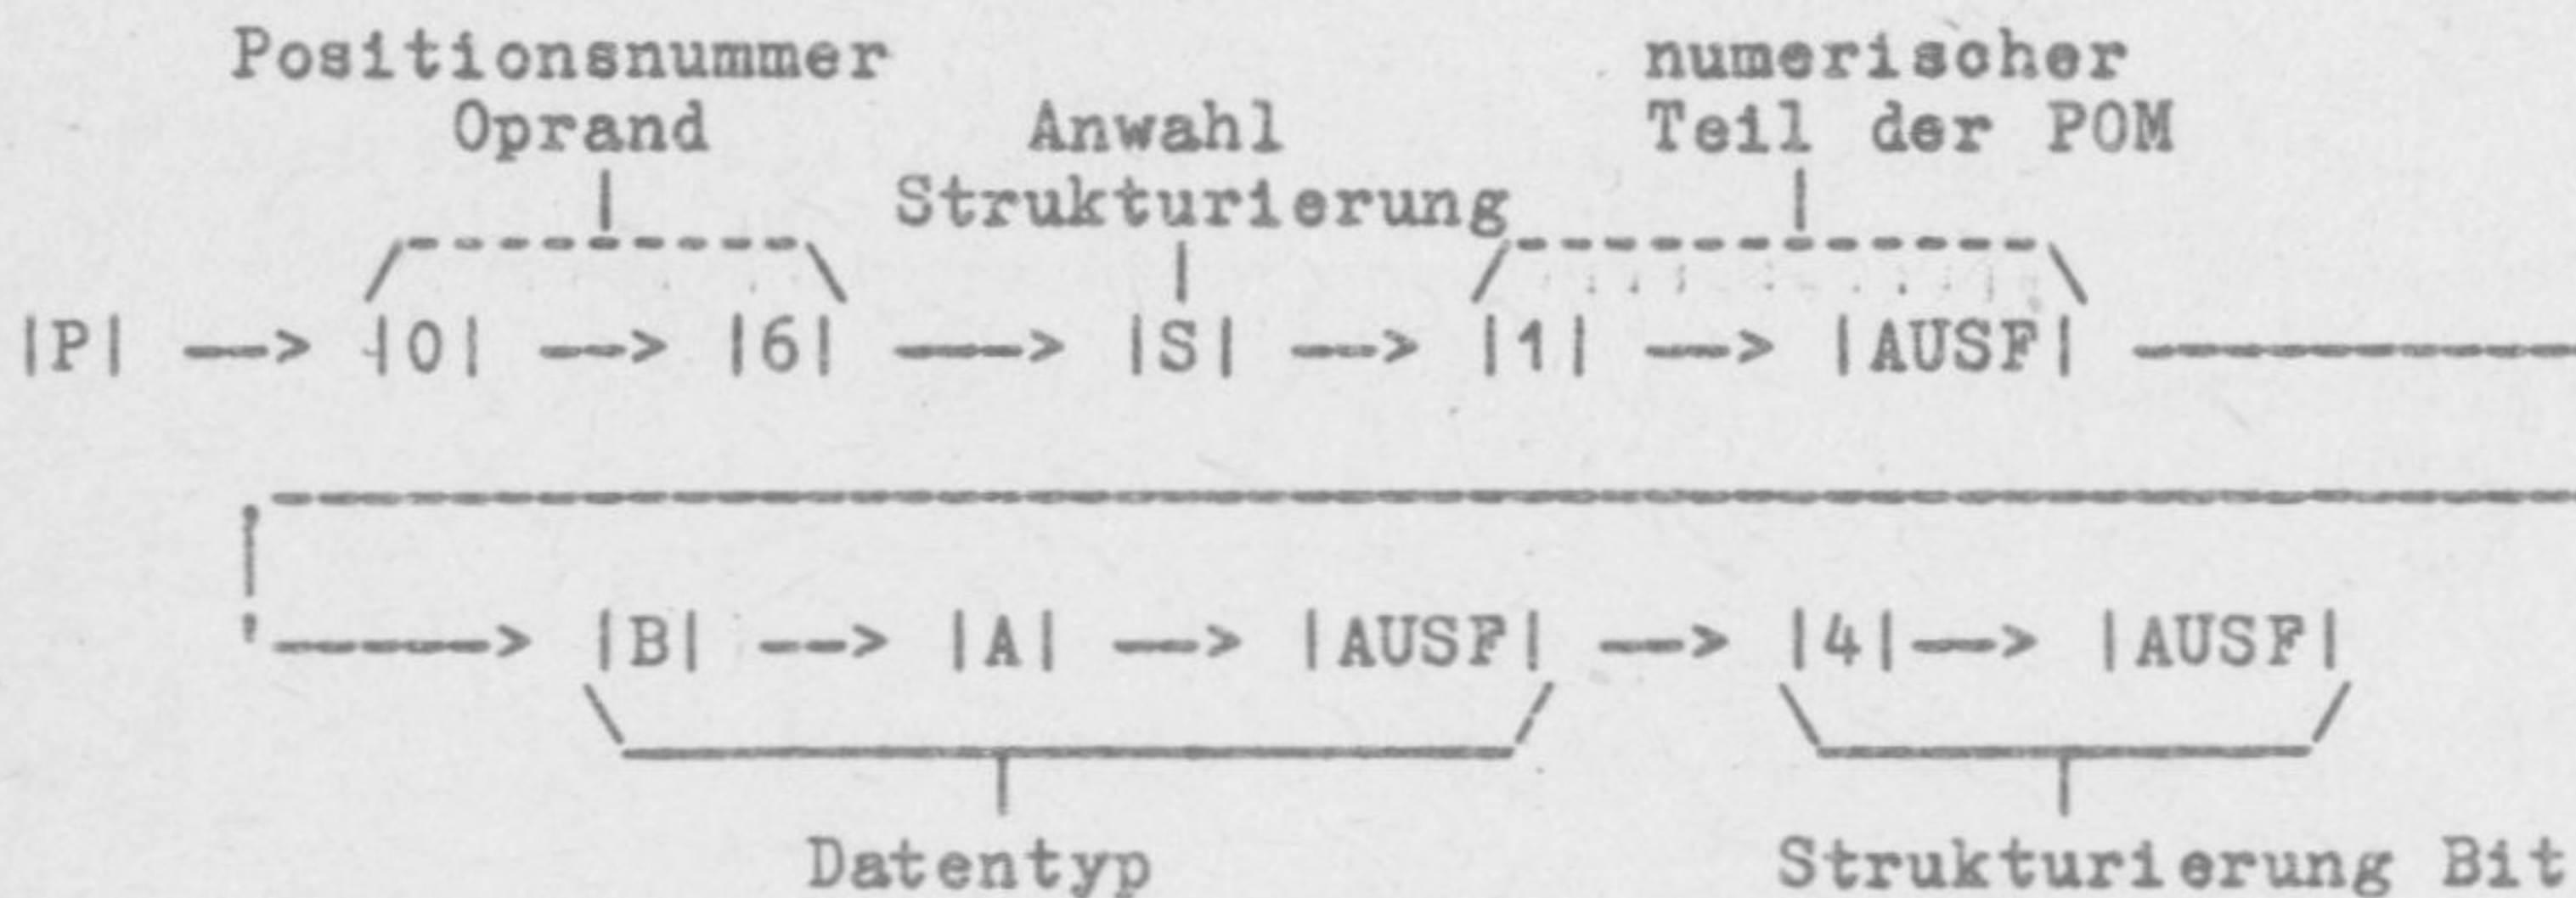 Positionsnummer numerischer
Oprand Anwahl Teil der POM
Strukturierung
|P| --> |0| --> |6| ---> |S| --> |1| --> |AUSF|
|B| --> |A| --> |AUSF| --> |4| --> |AUSF|
Datentyp Strukturierung Bit